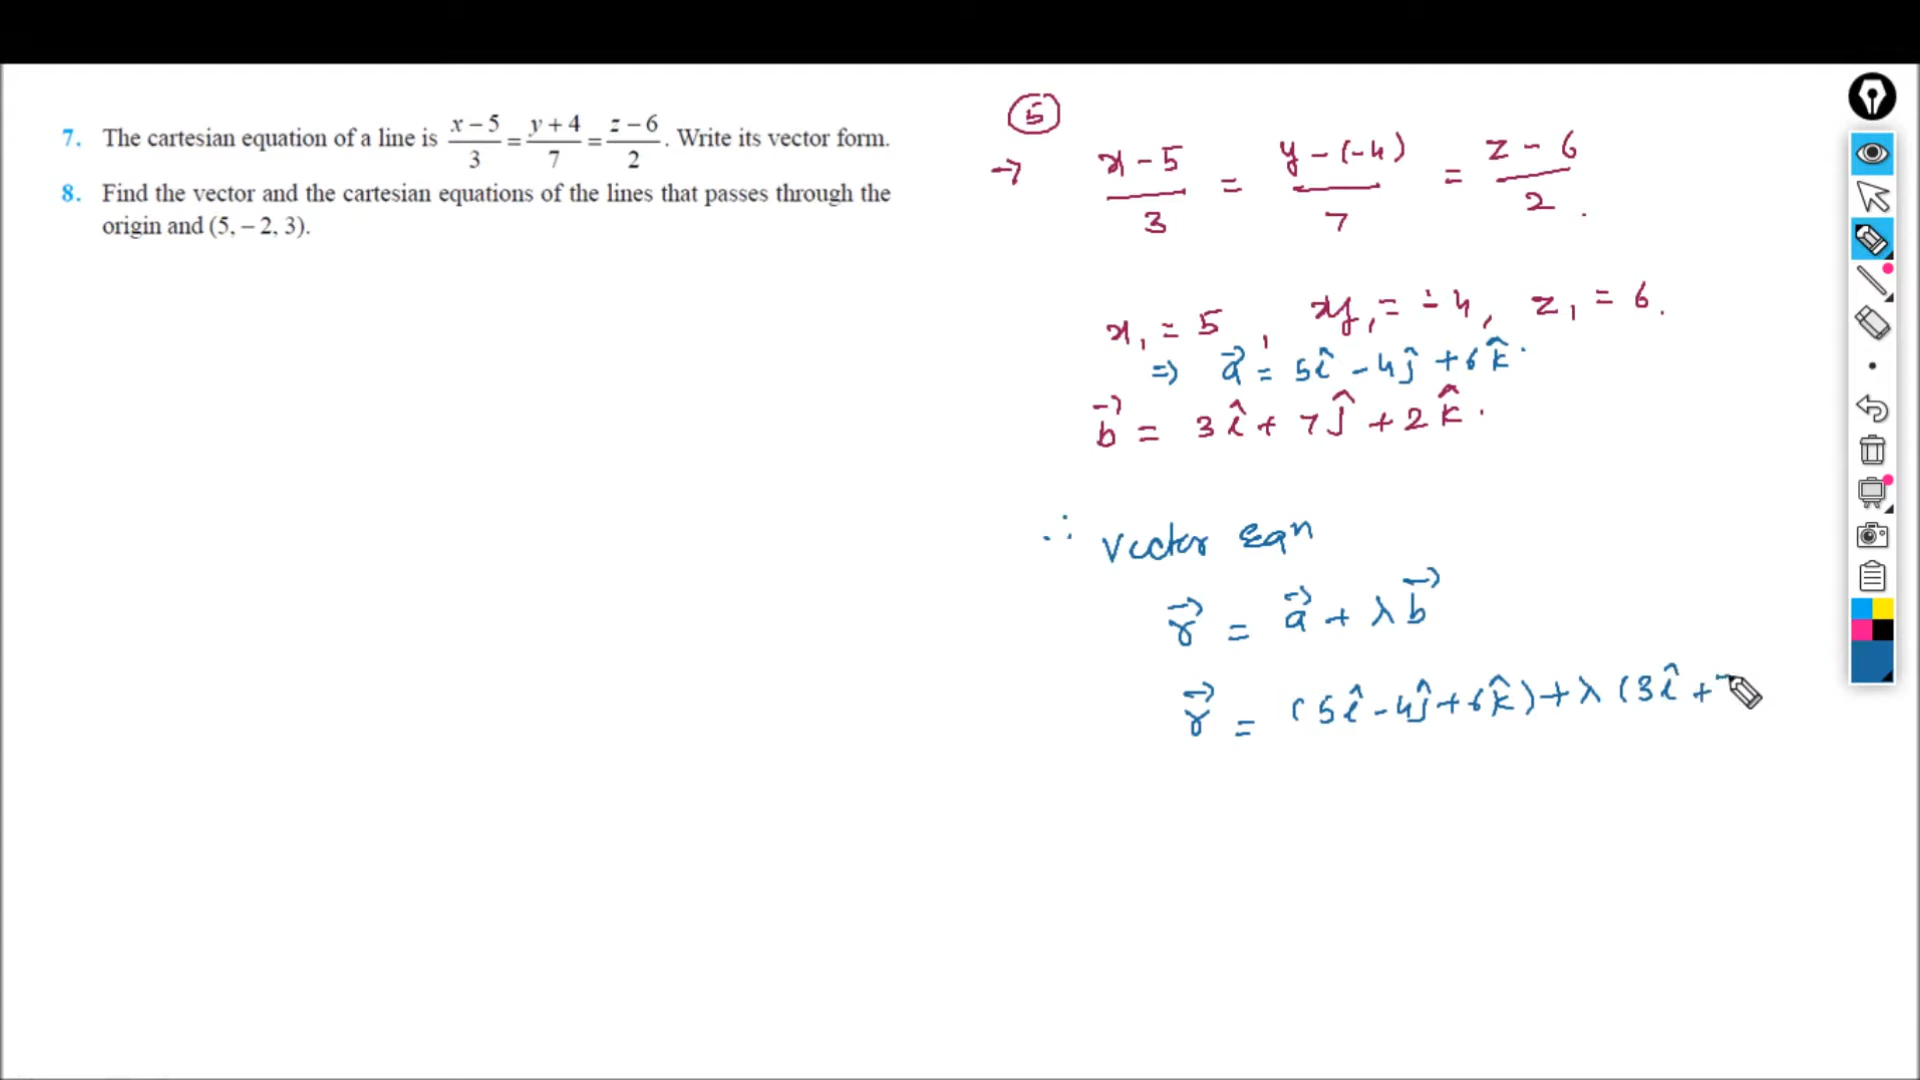 7. The cartesian equation of a line is x – 5 / 3 = y + 4 / 7 = z – 6 / 2 . Write its vector form.
8. Find the vector and the cartesian equations of the lines that passes through the
origin and (5, – 2, 3).
5
→ x - 5 / 3 = y - (-4) / 7 = z - 6 / 2 .
x₁ = 5 , xy₁ = -4, z₁ = 6.
⇒ a⃗ = 5î - 4ĵ + 6k̂.
b⃗ = 3î + 7ĵ + 2k̂.
∴ vector Eqn
r⃗ = a⃗ + λb⃗
r⃗ = (5î - 4ĵ + 6k̂) + λ (3î +